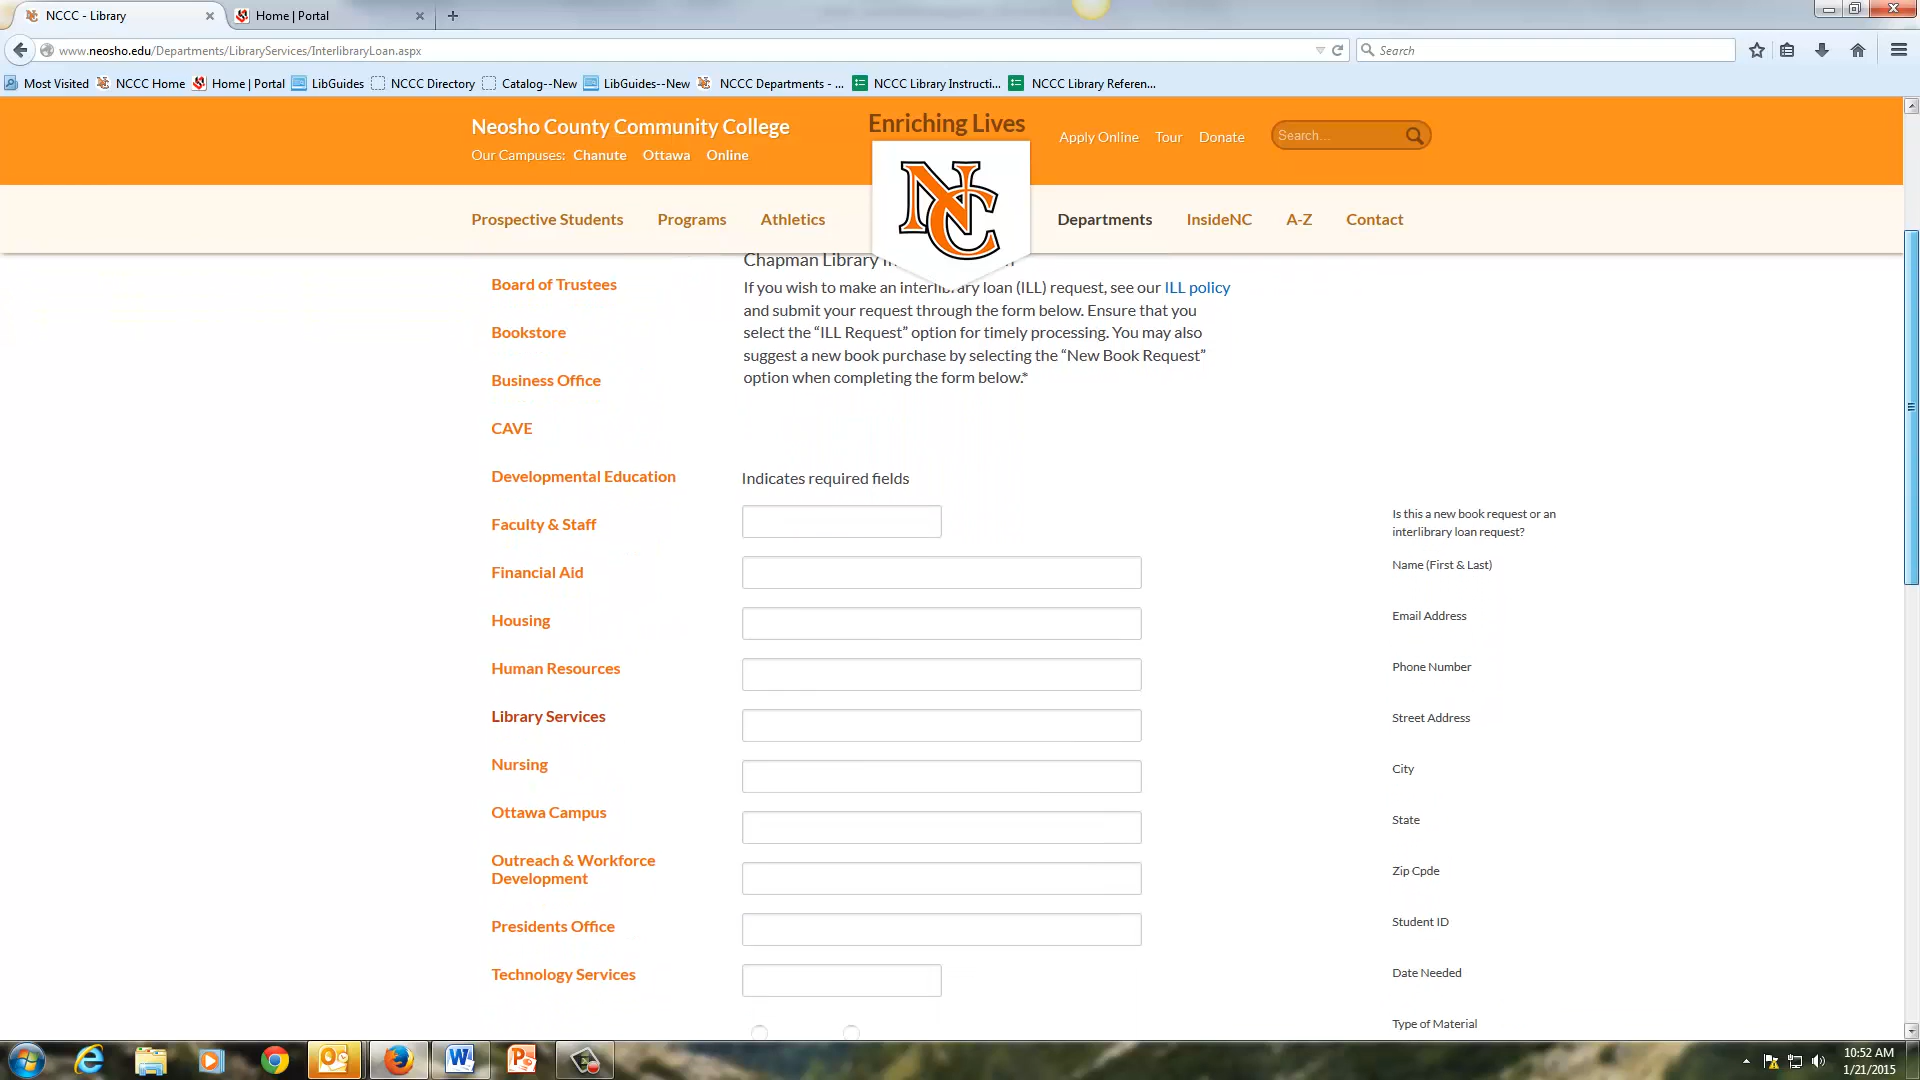 NCCC - Library
Home | Portal
www.neosho.edu/Departments/LibraryServices/InterlibraryLoan.aspx
Search
Most Visited
NCCC Home
Home | Portal
LibGuides
NCCC Directory
Catalog--New
LibGuides--New
NCCC Departments - ...
NCCC Library Instructi...
NCCC Library Referen...
Neosho County Community College
Our Campuses: Chanute Ottawa Online
Enriching Lives
Apply Online Tour Donate
Search...
Prospective Students Programs Athletics
NC
Departments InsideNC A-Z Contact
Board of Trustees
Bookstore
Business Office
CAVE
Developmental Education
Faculty & Staff
Financial Aid
Housing
Human Resources
Library Services
Nursing
Ottawa Campus
Outreach & Workforce
Development
Presidents Office
Technology Services
Chapman Library
If you wish to make an interlibrary loan (ILL) request, see our ILL policy
and submit your request through the form below. Ensure that you
select the “ILL Request” option for timely processing. You may also
suggest a new book purchase by selecting the “New Book Request”
option when completing the form below.*
Indicates required fields
Is this a new book request or an
interlibrary loan request?
Name (First & Last)
Email Address
Phone Number
Street Address
City
State
Zip Cpde
Student ID
Date Needed
Type of Material
10:52 AM
1/21/2015